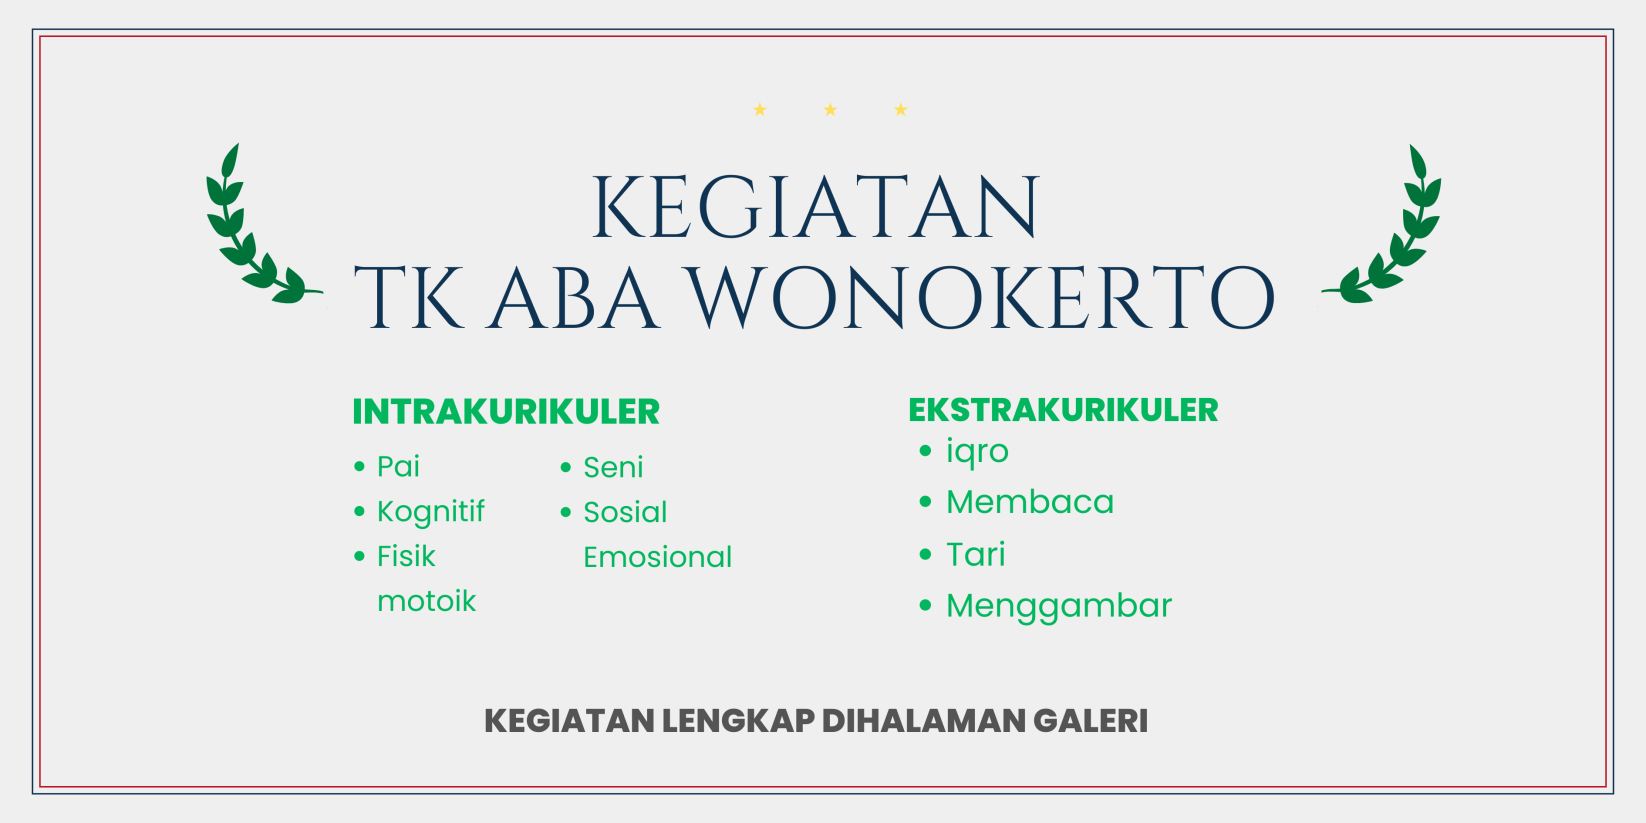 KEGIATAN
TK ABA WONOKERTO
INTRAKURIKULER
• Pai
• Kognitif
• Fisik
motoik
• Seni
• Sosial
Emosional
EKSTRAKURIKULER
• iqro
• Membaca
• Tari
• Menggambar
KEGIATAN LENGKAP DIHALAMAN GALERI